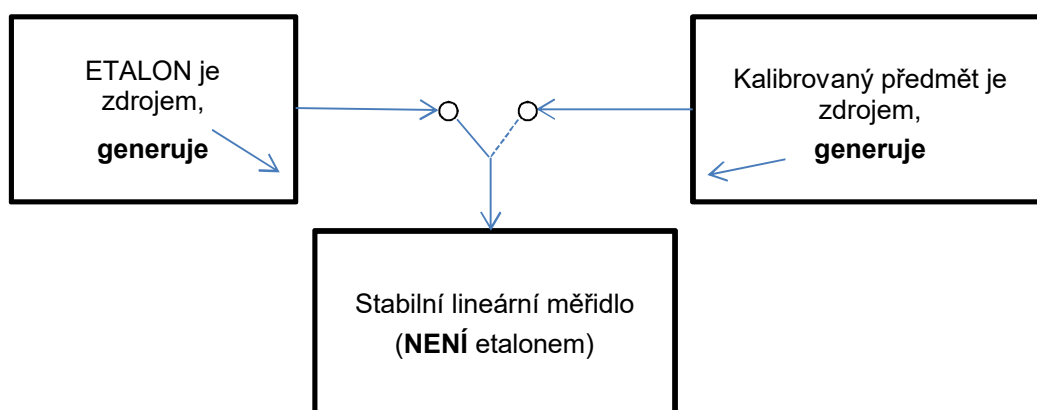 ETALON je
zdrojem,
generuje
Kalibrovaný předmět je
zdrojem,
generuje
Stabilní lineární měřidlo
(NENÍ etalonem)